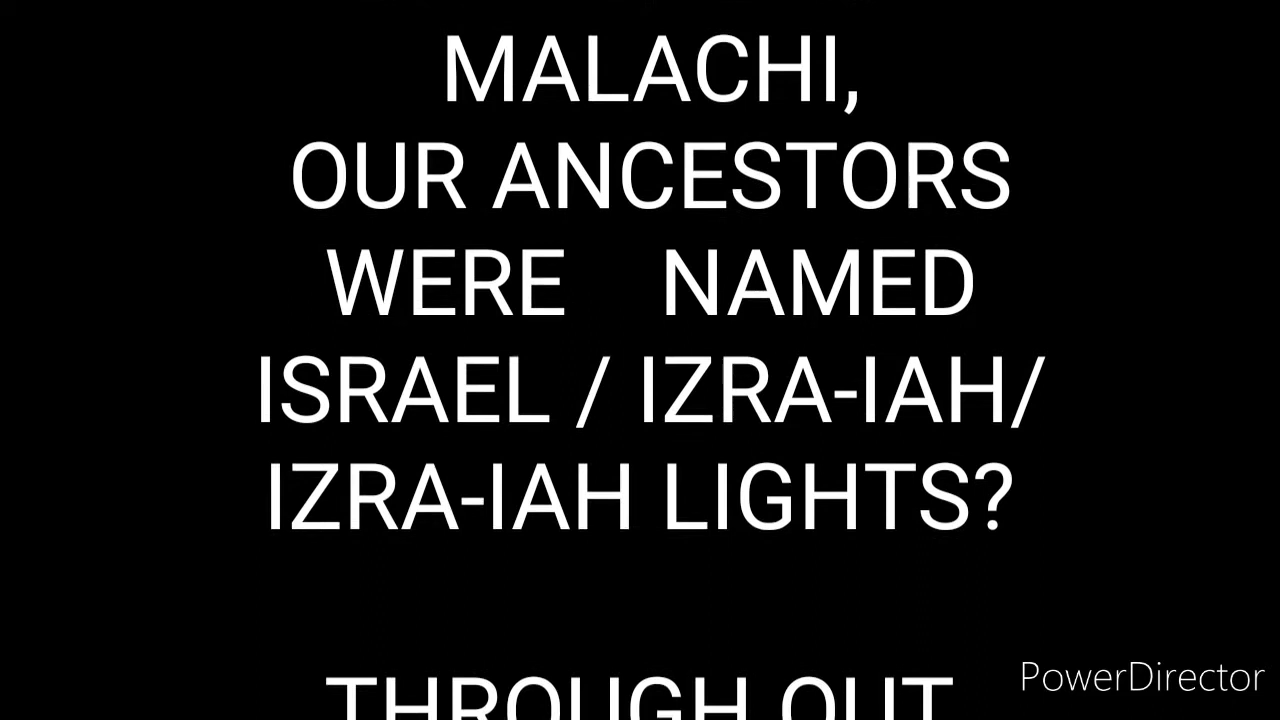 MALACHI,
OUR ANCESTORS
WERE NAMED
ISRAEL / IZRA-IAH/
IZRA-IAH LIGHTS?
THROUGH OUT
PowerDirector